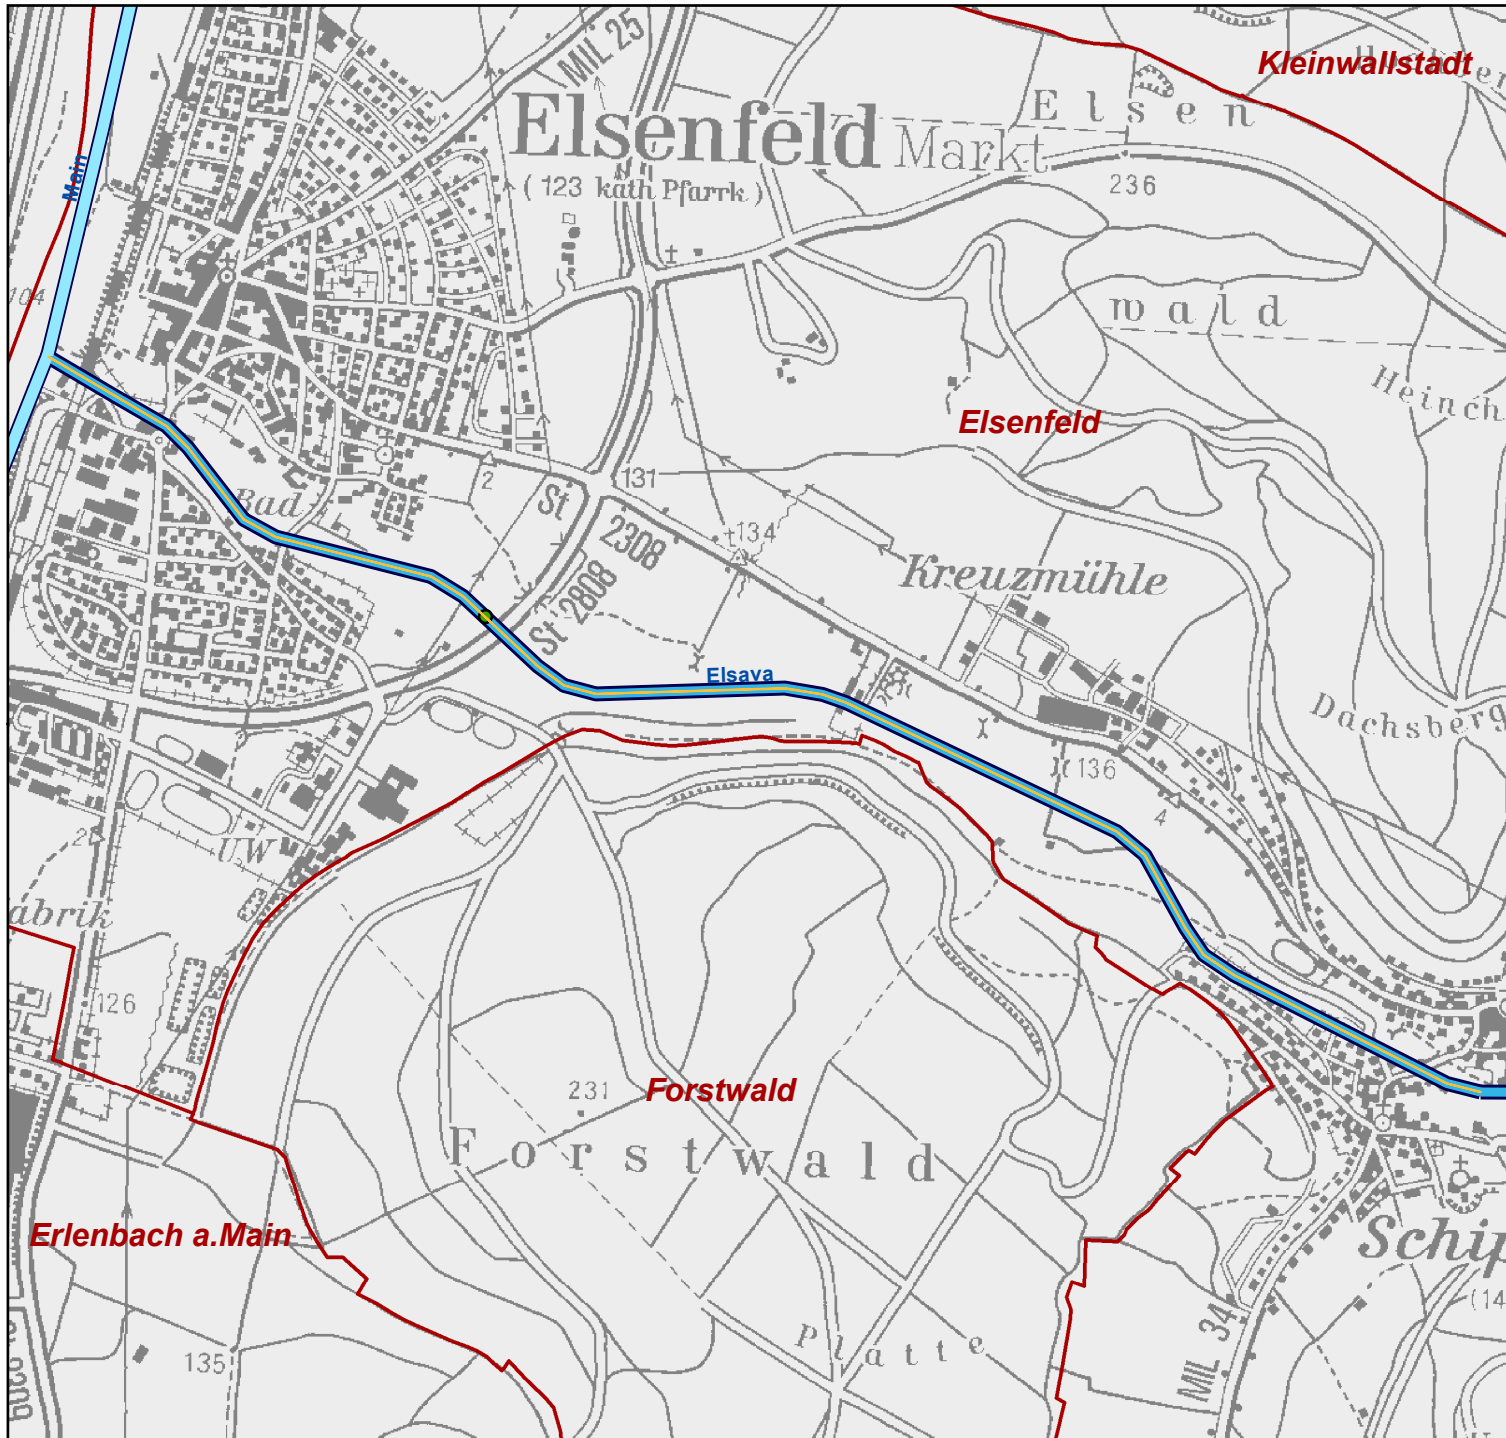 MIL 25
Kleinwallstadt
Elsen
Elsenfeld Markt
(123 kath Pfarrk.)
Main
236
104
wald
Heinch
Elsenfeld
2
131
St
Bad
2308
134
Kreuzmühle
St 2808
Elsava
Dachsberg
136
4
2
UW
abrik
126
231
Forstwald
Forstwald
Erlenbach a.Main
Schip
(14
MIL 34
Platte
135